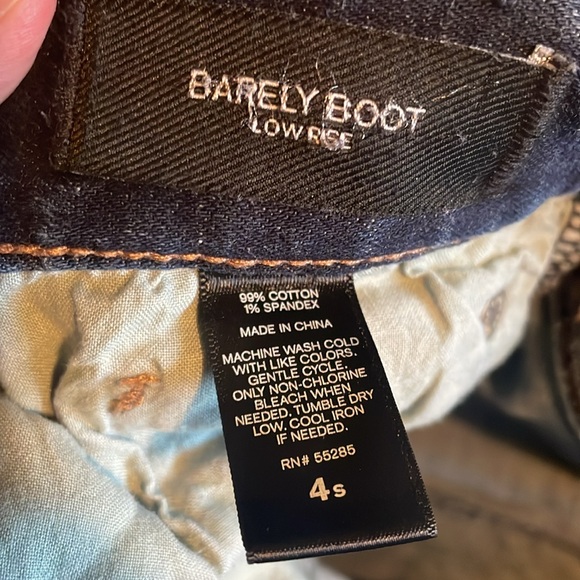 BARELY BOOT
LOW RISE
99% COTTON
1% SPANDEX
MADE IN CHINA
MACHINE WASH COLD
WITH LIKE COLORS.
GENTLE CYCLE.
ONLY NON-CHLORINE
BLEACH WHEN
NEEDED. TUMBLE DRY
LOW. COOL IRON
IF NEEDED.
RN# 55285
4s